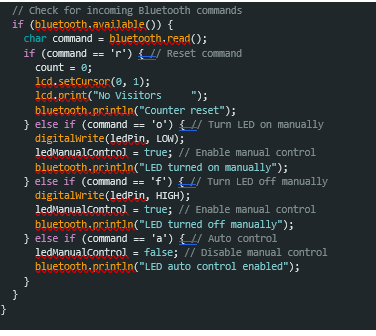 // Check for incoming Bluetooth commands
if (bluetooth.available()) {
char command = bluetooth.read();
if (command == 'r') { // Reset command
count = 0;
lcd.setCursor(0, 1);
lcd.print("No Visitors     ");
bluetooth.println("Counter reset");
} else if (command == 'o') { // Turn LED on manually
digitalWrite(ledPin, LOW);
ledManualControl = true; // Enable manual control
bluetooth.println("LED turned on manually");
} else if (command == 'f') { // Turn LED off manually
digitalWrite(ledPin, HIGH);
ledManualControl = true; // Enable manual control
bluetooth.println("LED turned off manually");
} else if (command == 'a') { // Auto control
ledManualControl = false; // Disable manual control
bluetooth.println("LED auto control enabled");
}
}
}